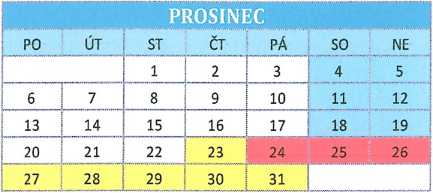 PROSINEC
PO ÚT ST ČT PÁ SO NE
1 2 3 4 5
6 7 8 9 10 11 12
13 14 15 16 17 18 19
20 21 22 23 24 25 26
27 28 29 30 31